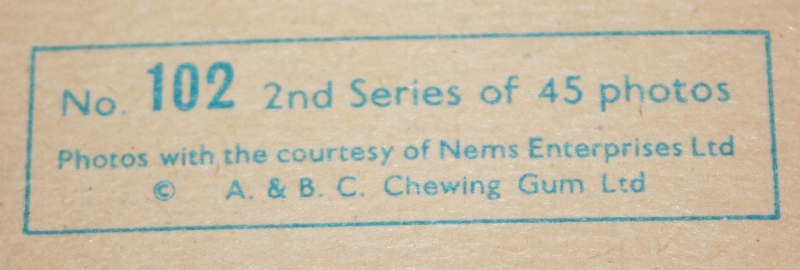 No. 102 2nd Series of 45 photos
Photos with the courtesy of Nems Enterprises Ltd
© A. & B. C. Chewing Gum Ltd